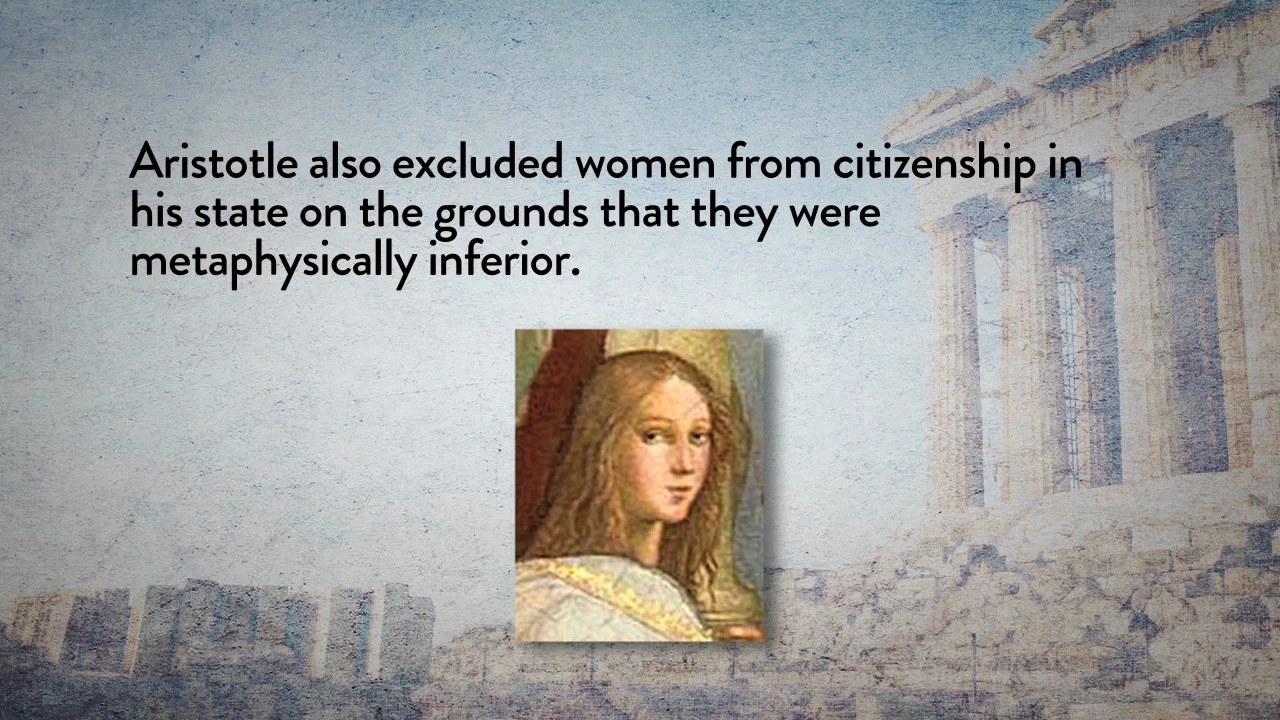 Aristotle also excluded women from citizenship in
his state on the grounds that they were
metaphysically inferior.